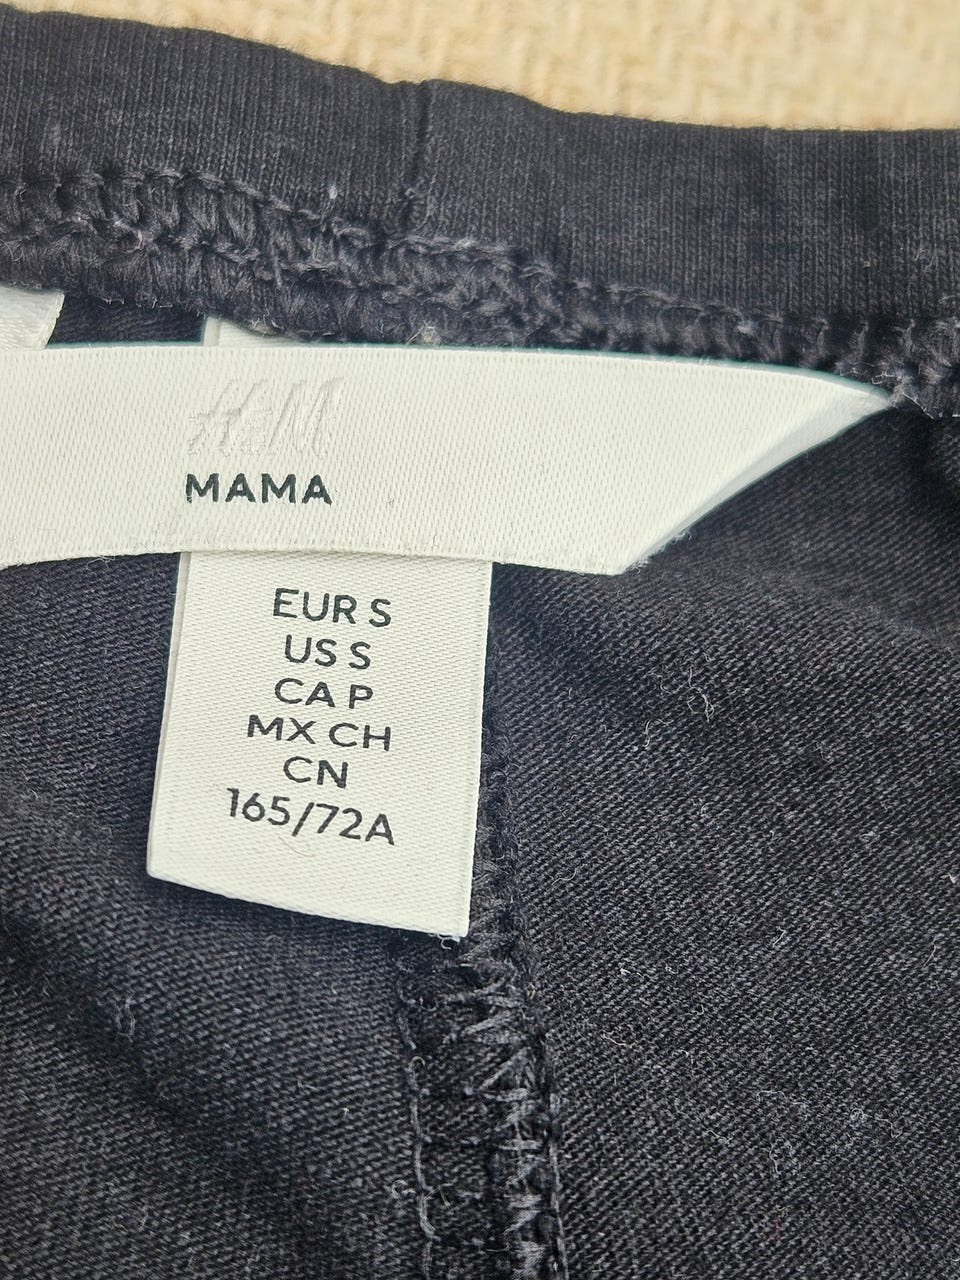 H&M
MAMA
EUR S
US S
CA P
MX CH
CN
165/72A